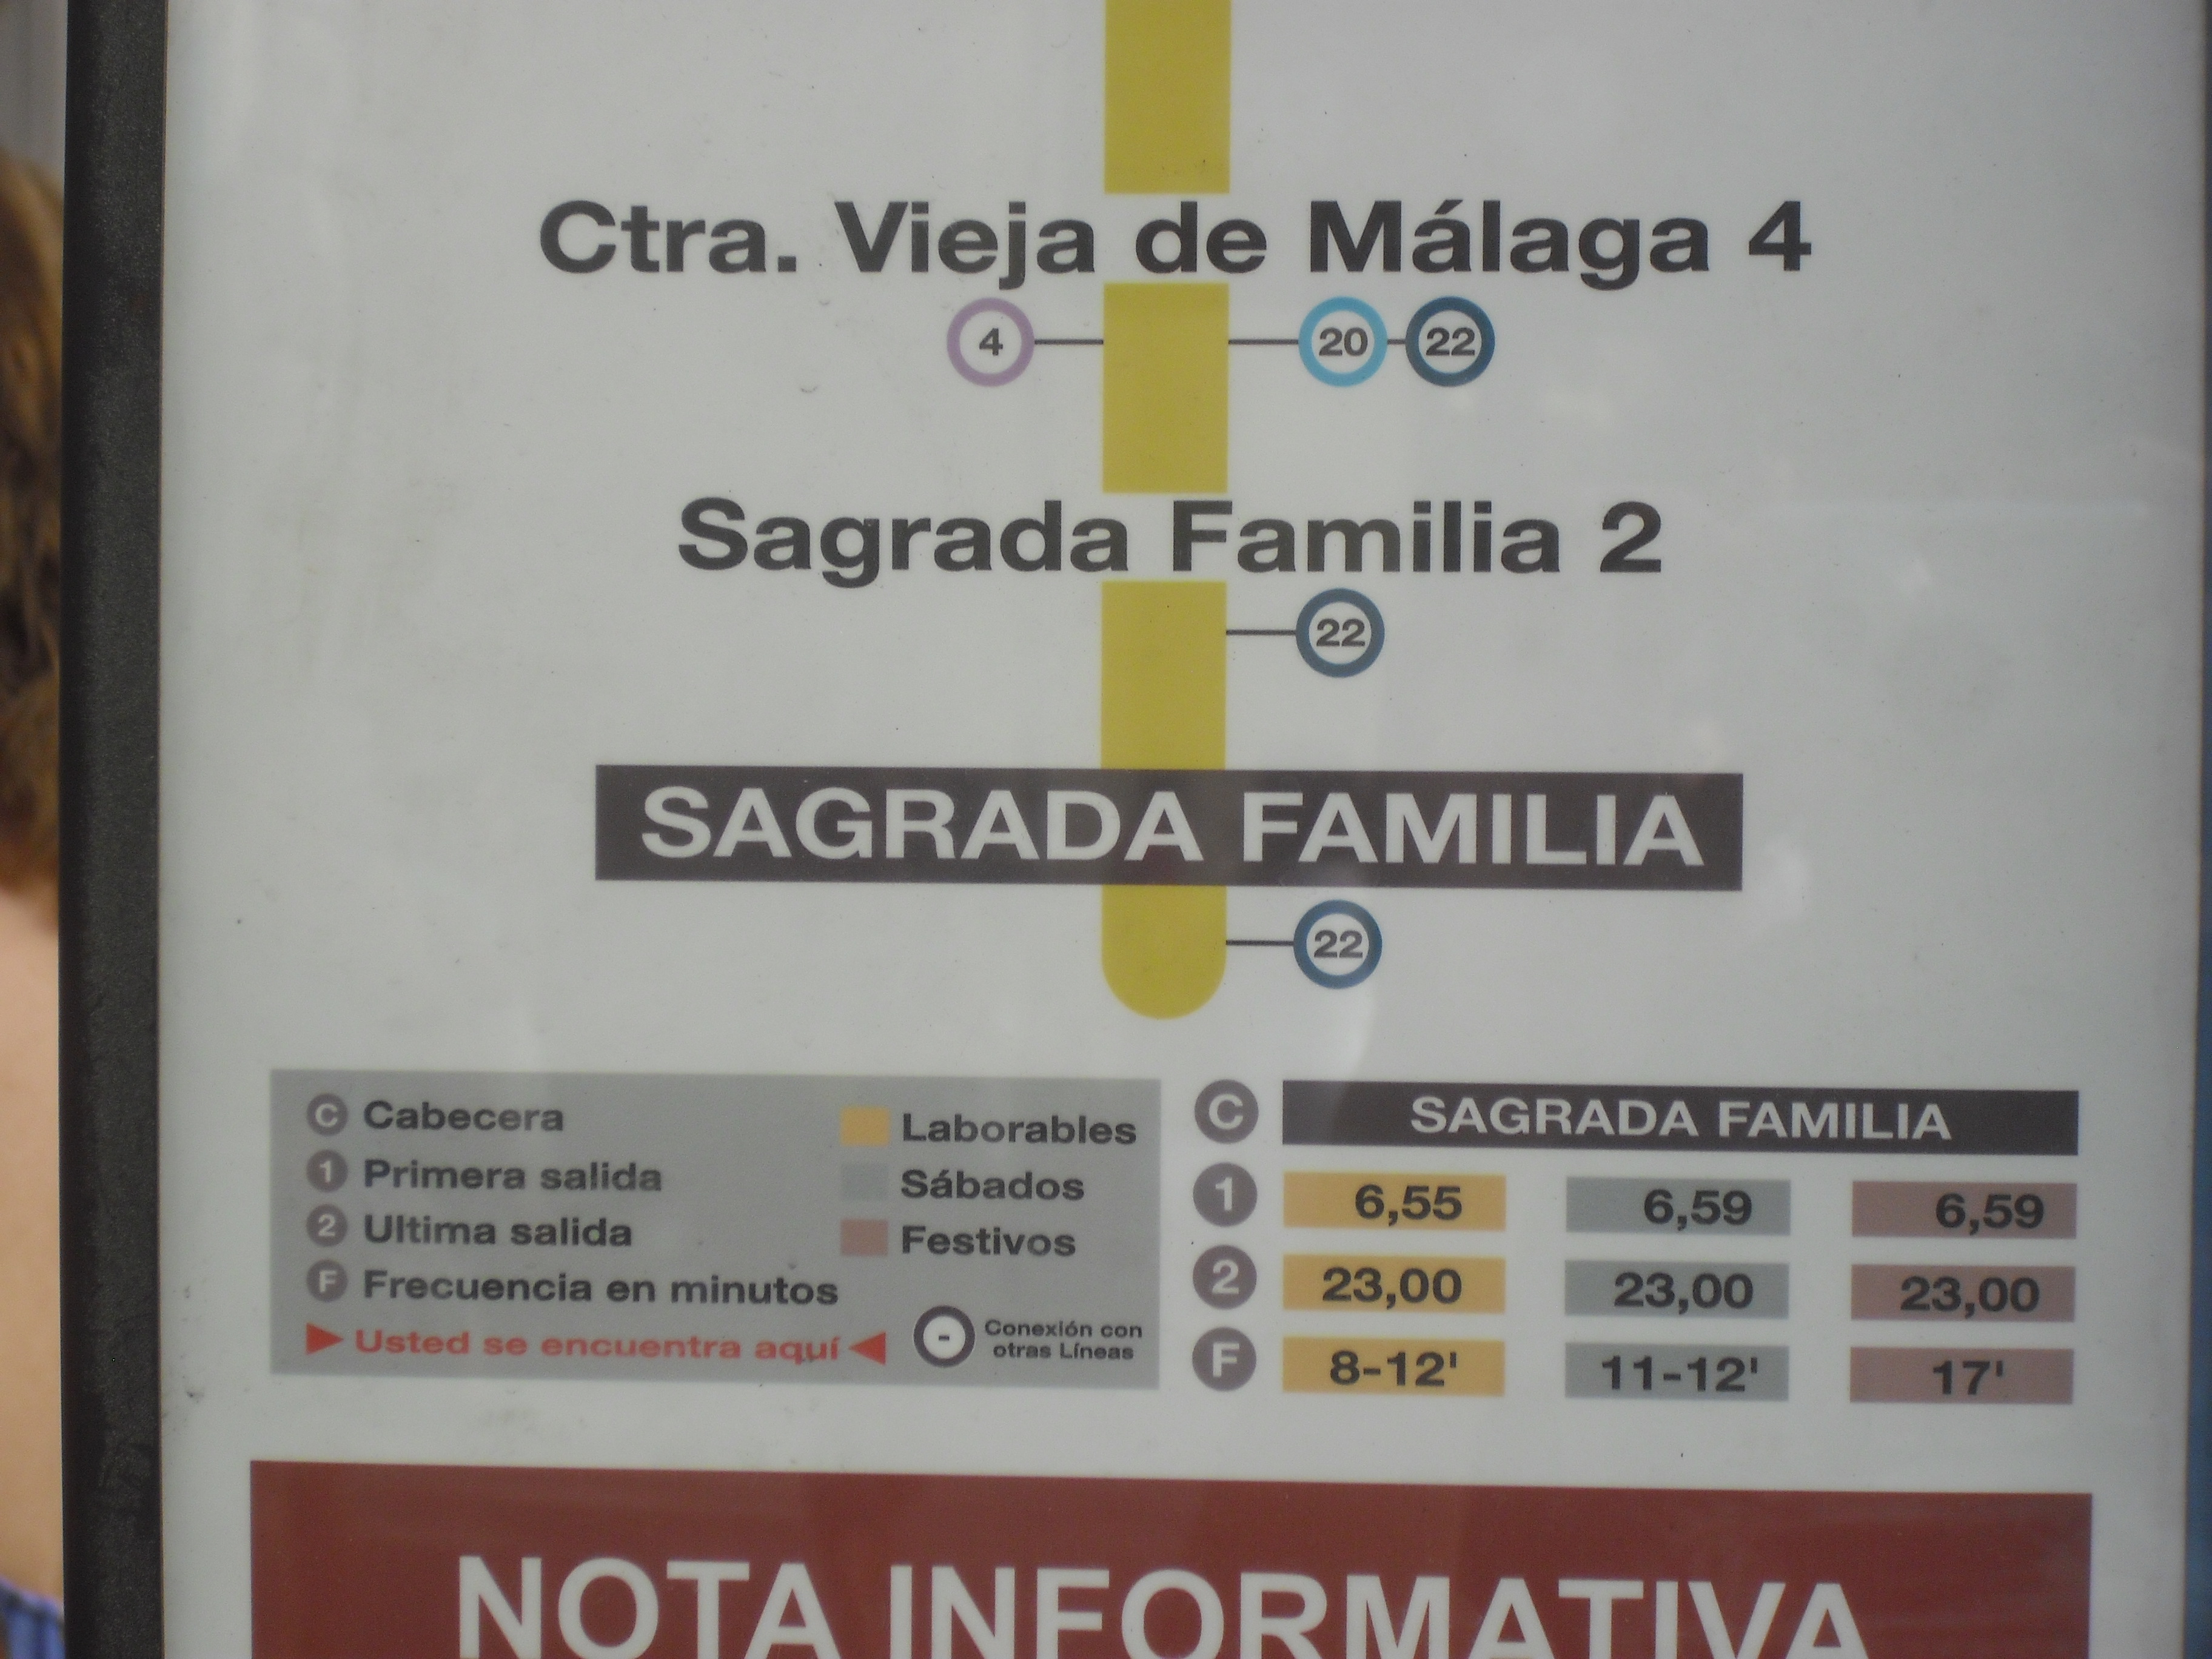 Ctra. Vieja de Málaga 4
4 20 22
Sagrada Familia 2
22
SAGRADA FAMILIA
22
C Cabecera
1 Primera salida
2 Ultima salida
F Frecuencia en minutos
Usted se encuentra aquí
Laborables
Sábados
Festivos
- Conexión con
otras Líneas
C SAGRADA FAMILIA
1 6,55 6,59 6,59
2 23,00 23,00 23,00
F 8-12' 11-12' 17'
NOTA INFORMATIVA